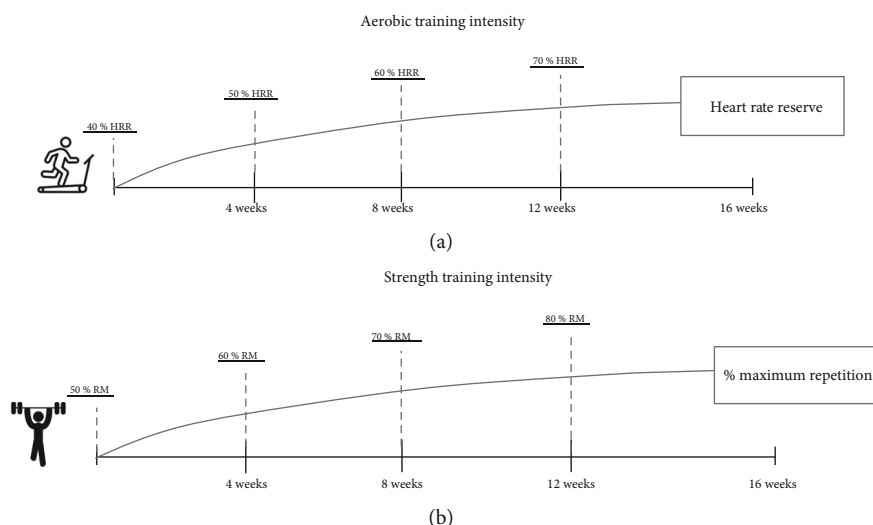 Aerobic training intensity
40 % HRR
50 % HRR
60 % HRR
70 % HRR
Heart rate reserve
4 weeks
8 weeks
12 weeks
16 weeks
(a)
Strength training intensity
50 % RM
60 % RM
70 % RM
80 % RM
% maximum repetition
4 weeks
8 weeks
12 weeks
16 weeks
(b)